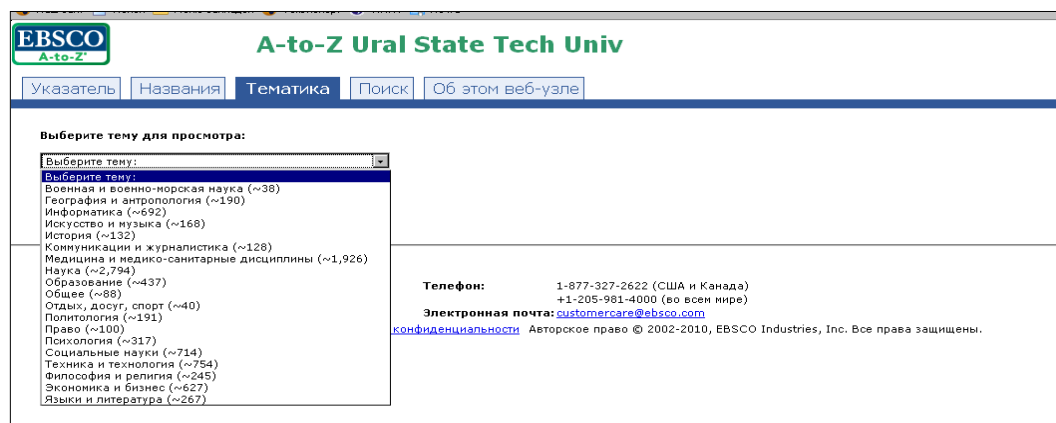 EBSCO
A-to-Z
A-to-Z Ural State Tech Univ
Указатель Названия Тематика Поиск Об этом веб-узле
Выберите тему для просмотра:
Выберите тему:
Выберите тему:
Военная и военно-морская наука (~38)
География и антропология (~190)
Информатика (~692)
Искусство и музыка (~168)
История (~132)
Коммуникации и журналистика (~128)
Медицина и медико-санитарные дисциплины (~1,926)
Наука (~2,794)
Образование (~437)
Общее (~88)
Отдых, досуг, спорт (~40)
Политология (~191)
Право (~100)
Психология (~317)
Социальные науки (~714)
Техника и технология (~754)
Философия и религия (~245)
Экономика и бизнес (~627)
Языки и литература (~267)
Телефон: 1-877-327-2622 (США и Канада)
+1-205-981-4000 (во всем мире)
Электронная почта: customercare@ebsco.com
конфиденциальности Авторское право © 2002-2010, EBSCO Industries, Inc. Все права защищены.